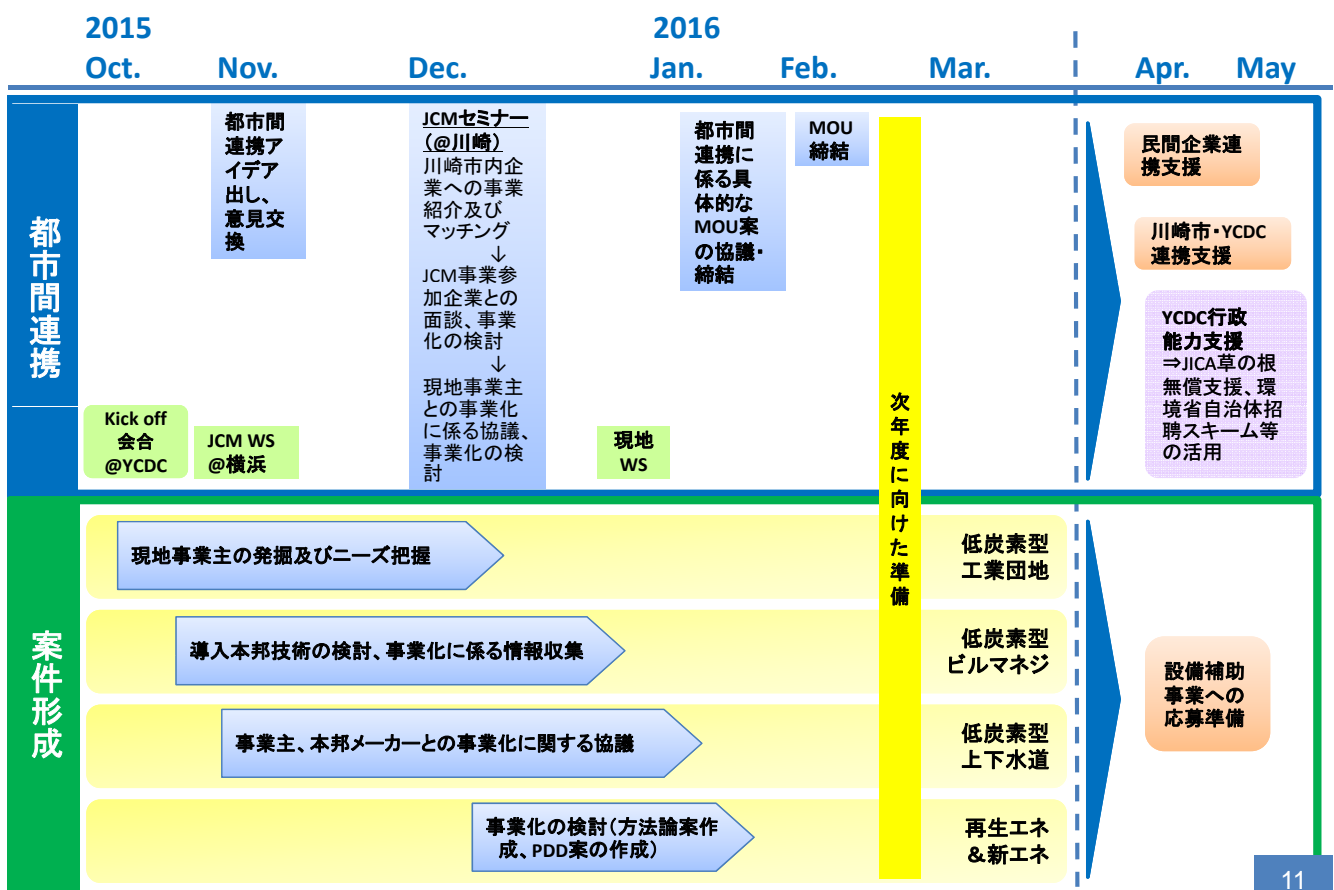 2015
2016
Oct.
Nov.
Dec.
Jan.
Feb.
Mar.
Apr.
May
都市間連携
都市間
連携ア
イデア
出し、
意見交
換
JCMセミナー
(@川崎)
川崎市内企
業への事業
紹介及び
マッチング
↓
JCM事業参
加企業との
面談、事業
化の検討
↓
現地事業主
との事業化
に係る協議、
事業化の検
討
都市間
連携に
係る具
体的な
MOU案
の協議・
締結
MOU
締結
Kick off
会合
@YCDC
JCM WS
@横浜
現地
WS
次年度に向けた準備
民間企業連
携支援
川崎市・YCDC
連携支援
YCDC行政
能力支援
⇒JICA草の根
無償支援、環
境省自治体招
聘スキーム等
の活用
案件形成
現地事業主の発掘及びニーズ把握
低炭素型
工業団地
導入本邦技術の検討、事業化に係る情報収集
低炭素型
ビルマネジ
事業主、本邦メーカーとの事業化に関する協議
低炭素型
上下水道
事業化の検討(方法論案作
成、PDD案の作成)
再生エネ
&新エネ
設備補助
事業への
応募準備
11